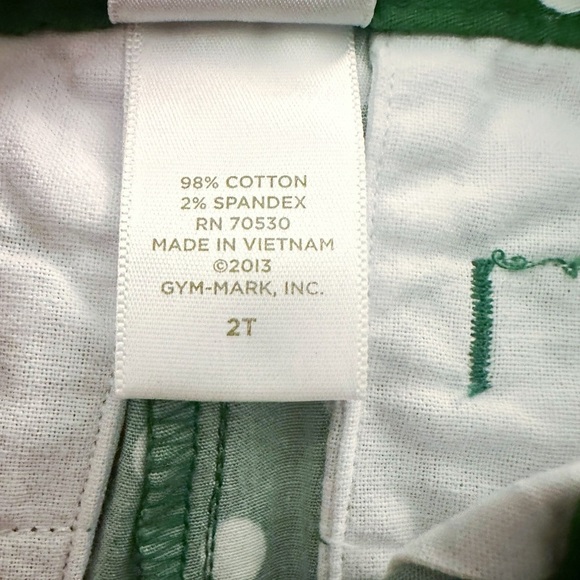 98% COTTON
2% SPANDEX
RN 70530
MADE IN VIETNAM
©2013
GYM-MARK, INC.
2T